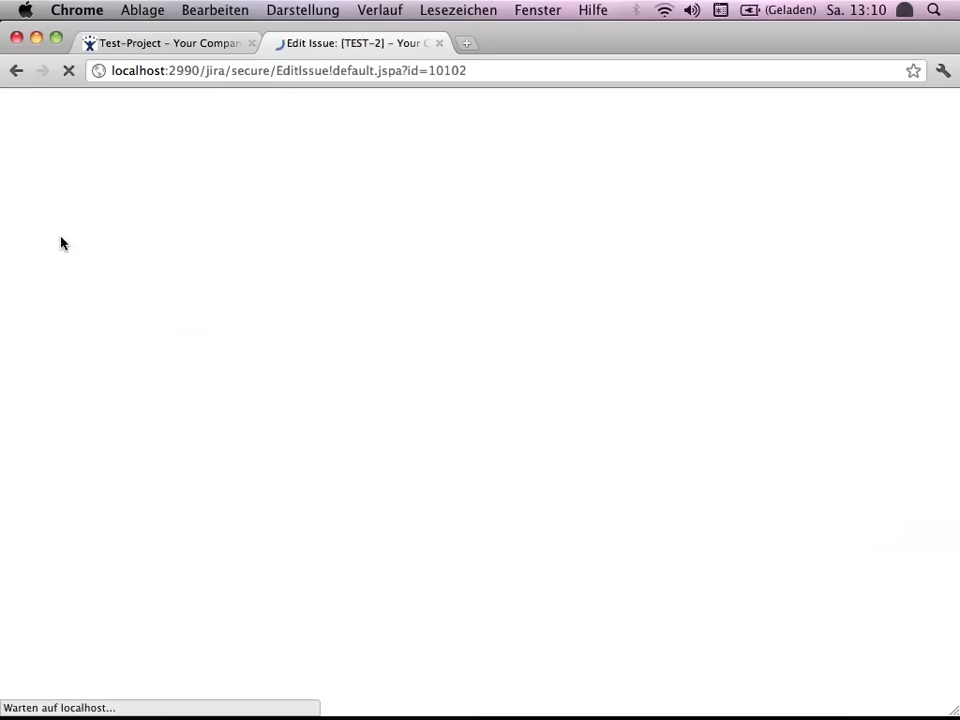 Chrome Ablage Bearbeiten Darstellung Verlauf Lesezeichen Fenster Hilfe (Geladen) Sa. 13:10
Test-Project – Your Compan Edit Issue: [TEST-2] – Your C
localhost:2990/jira/secure/EditIssue!default.jspa?id=10102
Warten auf localhost...